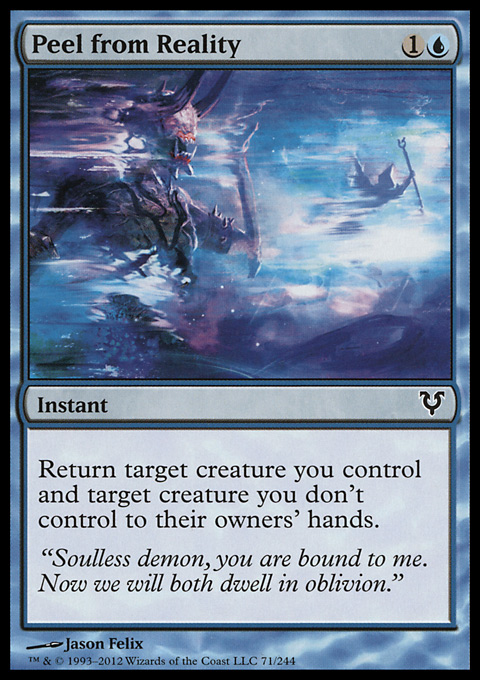 Peel from Reality 1
Instant
Return target creature you control
and target creature you don't
control to their owners' hands.
“Soulless demon, you are bound to me.
Now we will both dwell in oblivion.”
Jason Felix
™ & © 1993–2012 Wizards of the Coast LLC 71/244